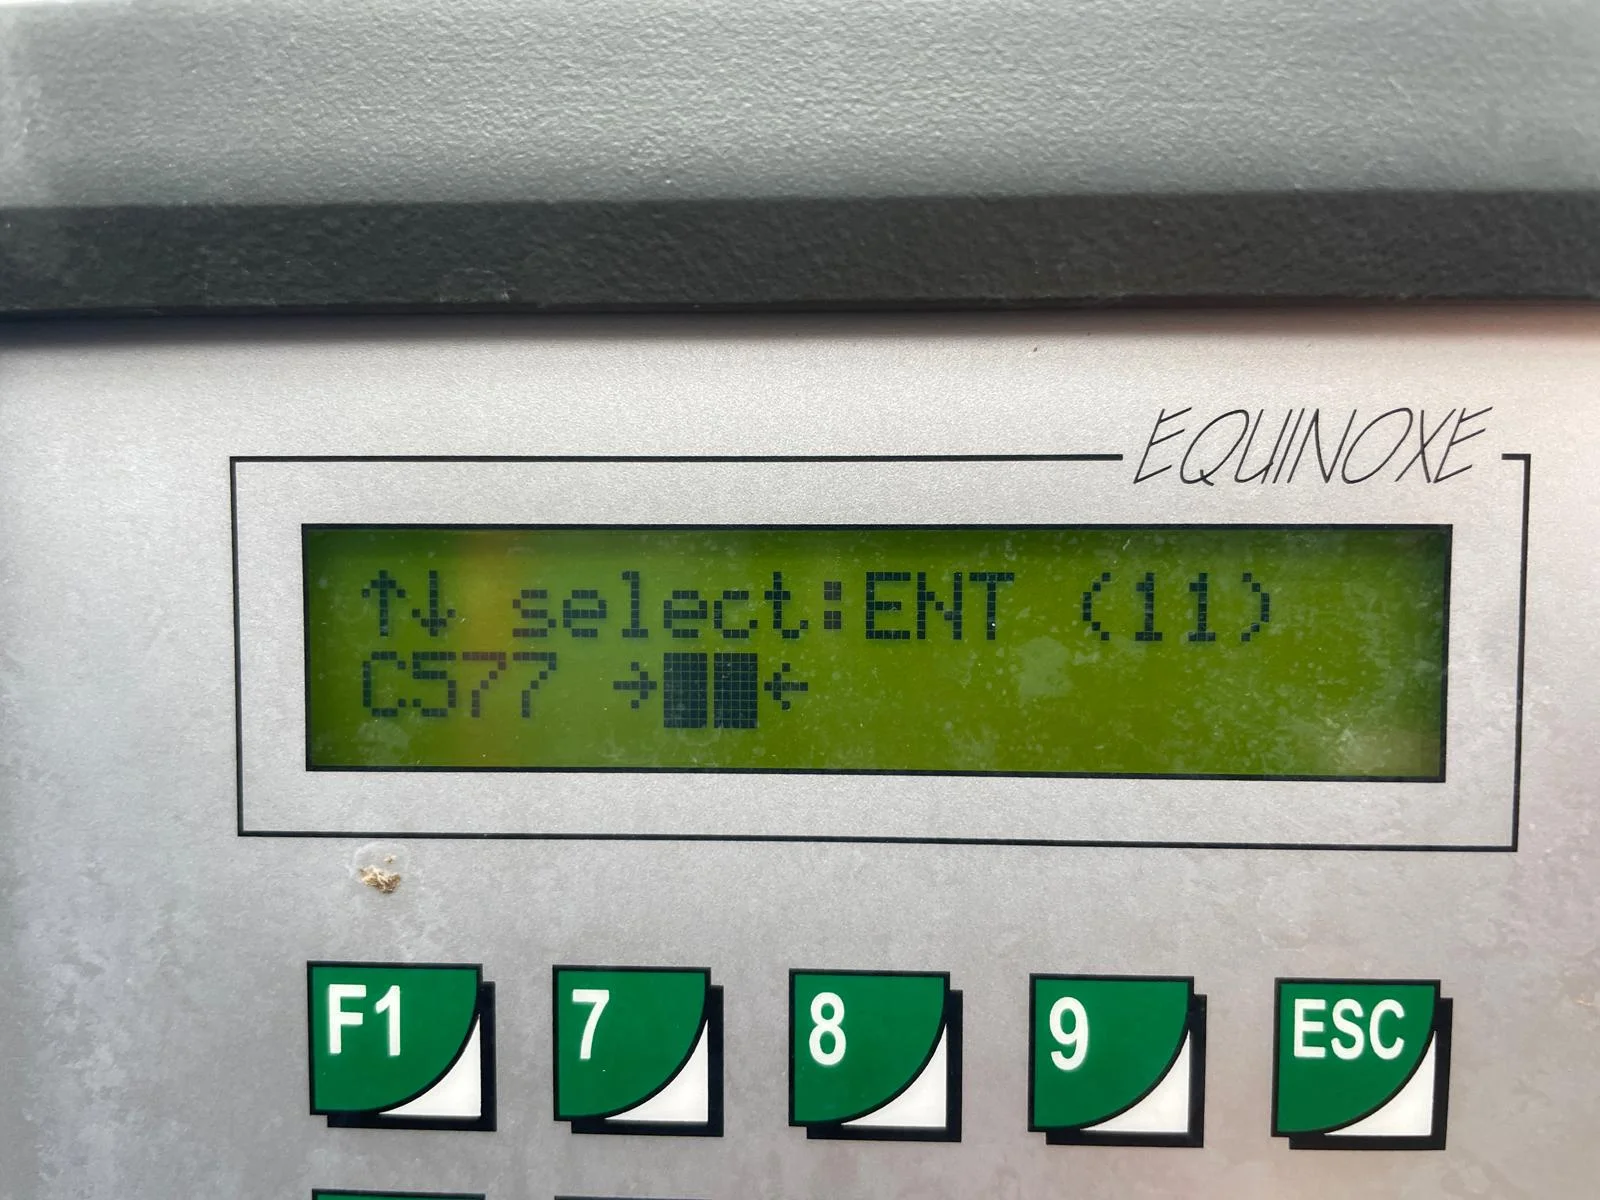 EQUINOXE
↑↓ select:ENT (11)
C577 →██←
F1 7 8 9 ESC